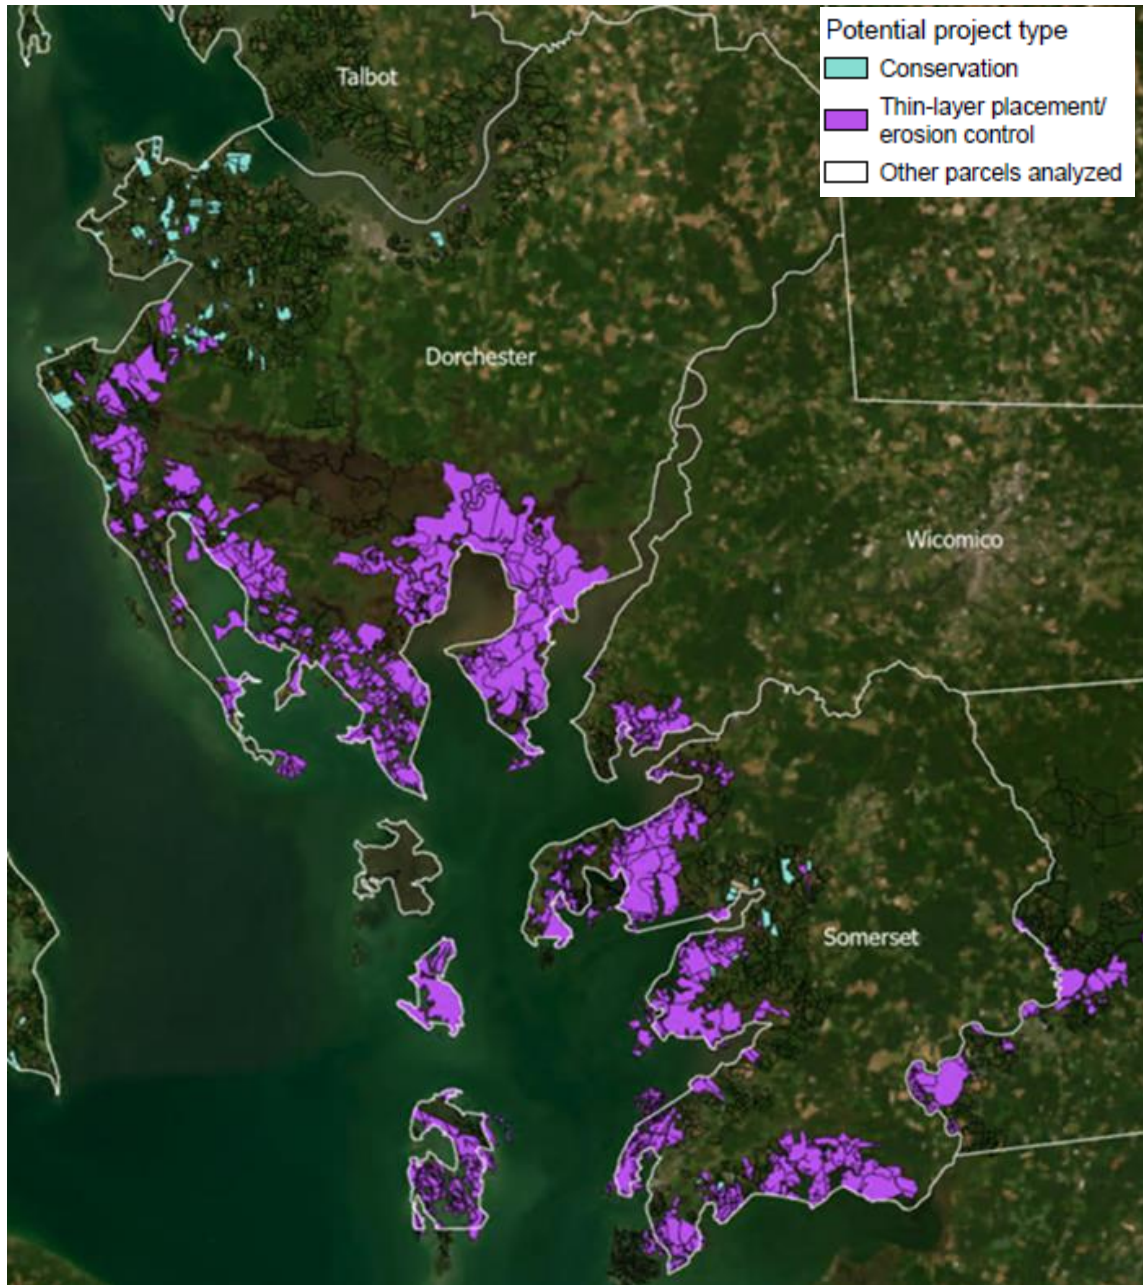 Potential project type
Conservation
Thin-layer placement/
erosion control
Other parcels analyzed
Talbot
Dorchester
Wicomico
Somerset